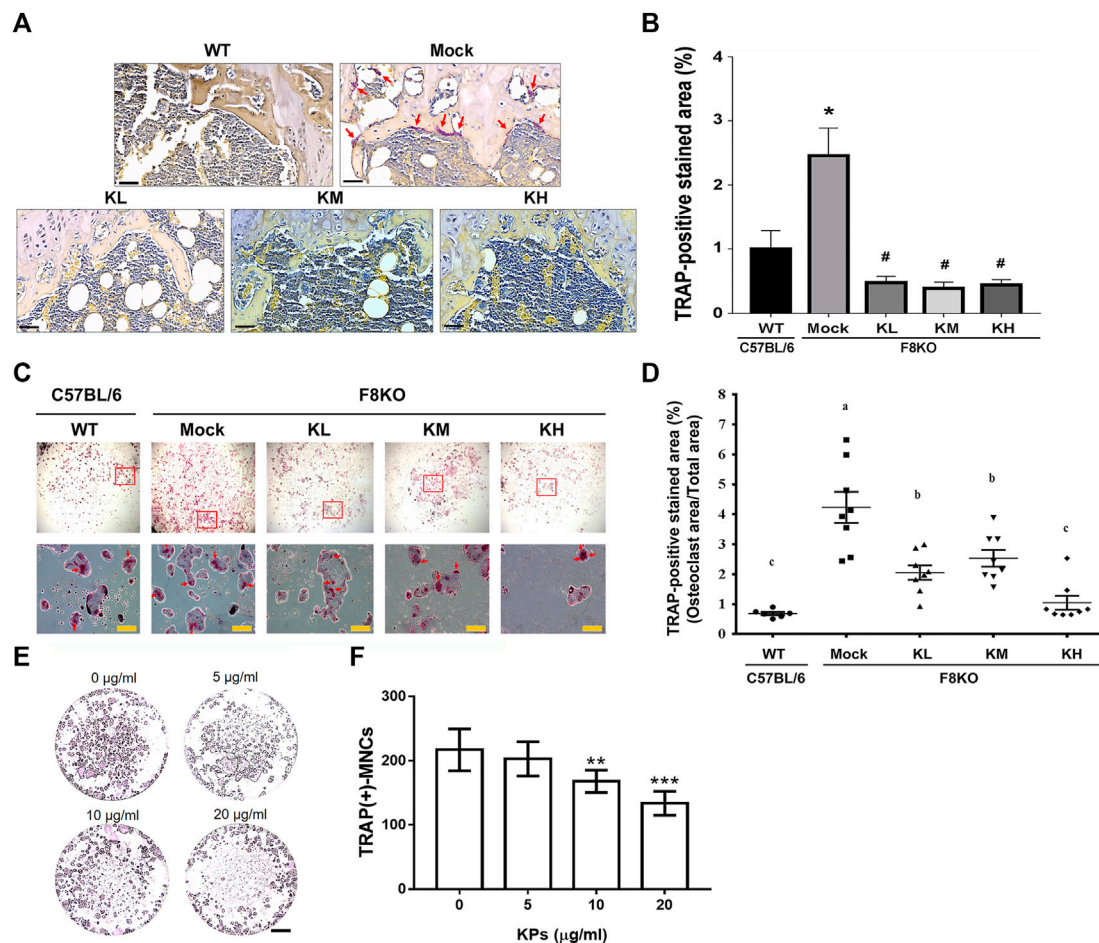 A
WT
Mock
KL
KM
KH
B
TRAP-positive stained area (%)
4
3
2
1
0
*
#
#
#
WT
Mock
KL
KM
KH
C57BL/6
F8KO
C
C57BL/6
F8KO
WT
Mock
KL
KM
KH
D
TRAP-positive stained area (%)
(Osteoclast area/Total area)
8
7
6
5
4
3
2
1
0
c
a
b
b
c
WT
Mock
KL
KM
KH
C57BL/6
F8KO
E
0 µg/ml
5 µg/ml
10 µg/ml
20 µg/ml
F
TRAP(+)-MNCs
300
200
100
0
**
***
0
5
10
20
KPs (µg/ml)